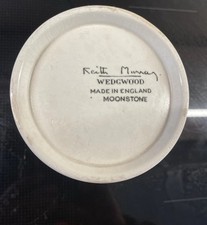 Keith Murray
WEDGWOOD
MADE IN ENGLAND
MOONSTONE